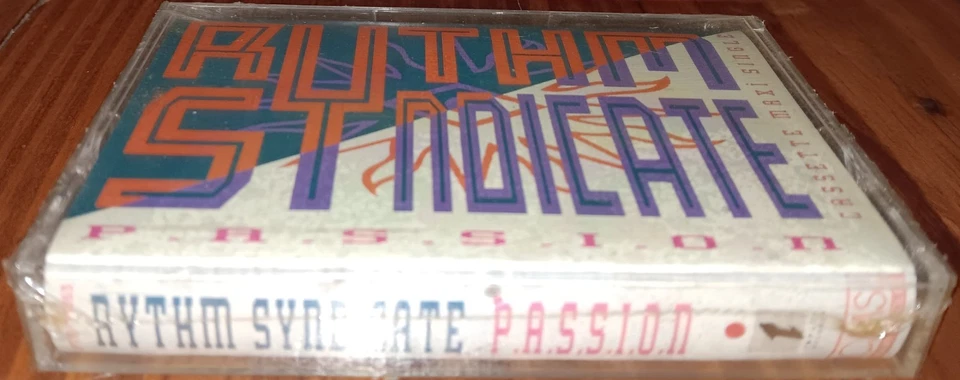 RYTHM
SYNDICATE
P.A.S.S.I.O.N
CASSETTE MAXI SINGLE
RYTHM SYNDICATE P.A.S.S.I.O.N